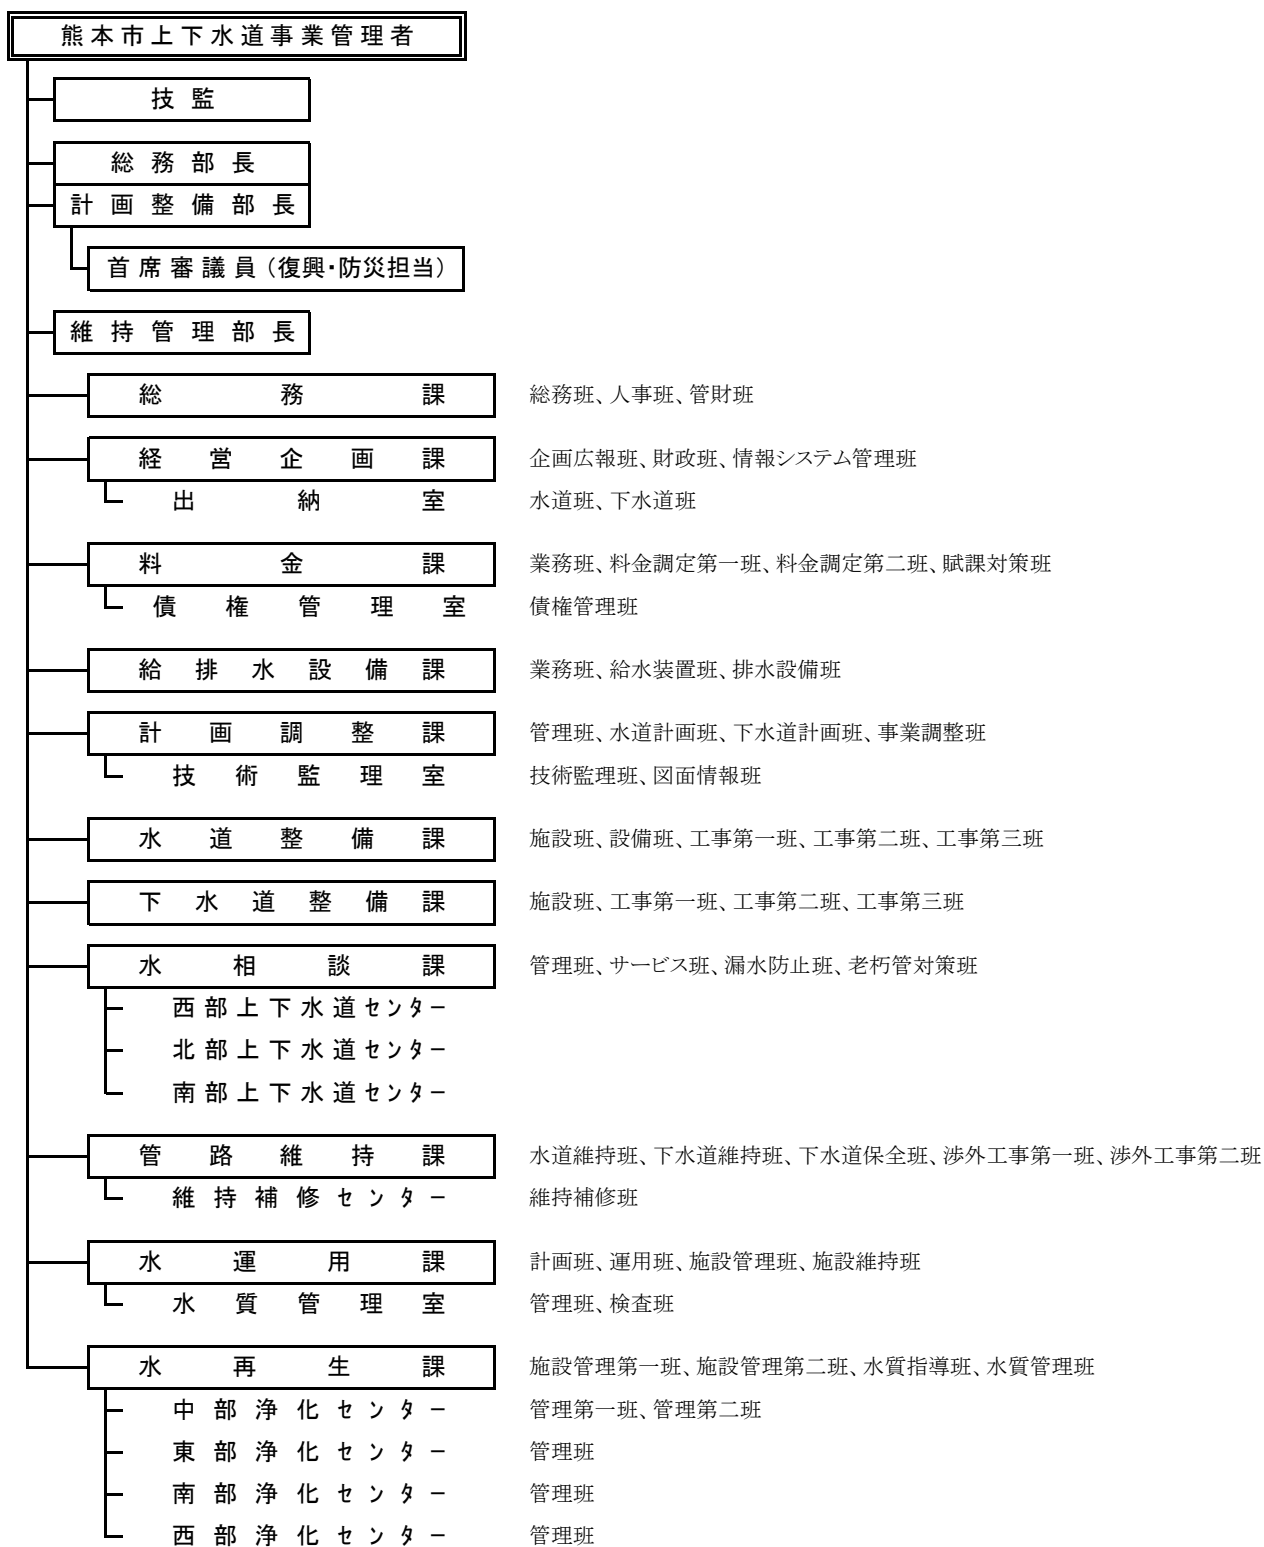 熊本市上下水道事業管理者
技監
総務部長
計画整備部長
首席審議員（復興・防災担当）
維持管理部長
総務課 総務班、人事班、管財班
経営企画課 企画広報班、財政班、情報システム管理班
出納室 水道班、下水道班
料金課 業務班、料金調定第一班、料金調定第二班、賦課対策班
債権管理室 債権管理班
給排水設備課 業務班、給水装置班、排水設備班
計画調整課 管理班、水道計画班、下水道計画班、事業調整班
技術監理室 技術監理班、図面情報班
水道整備課 施設班、設備班、工事第一班、工事第二班、工事第三班
下水道整備課 施設班、工事第一班、工事第二班、工事第三班
水相談課 管理班、サービス班、漏水防止班、老朽管対策班
西部上下水道センター
北部上下水道センター
南部上下水道センター
管路維持課 水道維持班、下水道維持班、下水道保全班、渉外工事第一班、渉外工事第二班
維持補修センター 維持補修班
水運用課 計画班、運用班、施設管理班、施設維持班
水質管理室 管理班、検査班
水再生課 施設管理第一班、施設管理第二班、水質指導班、水質管理班
中部浄化センター 管理第一班、管理第二班
東部浄化センター 管理班
南部浄化センター 管理班
西部浄化センター 管理班